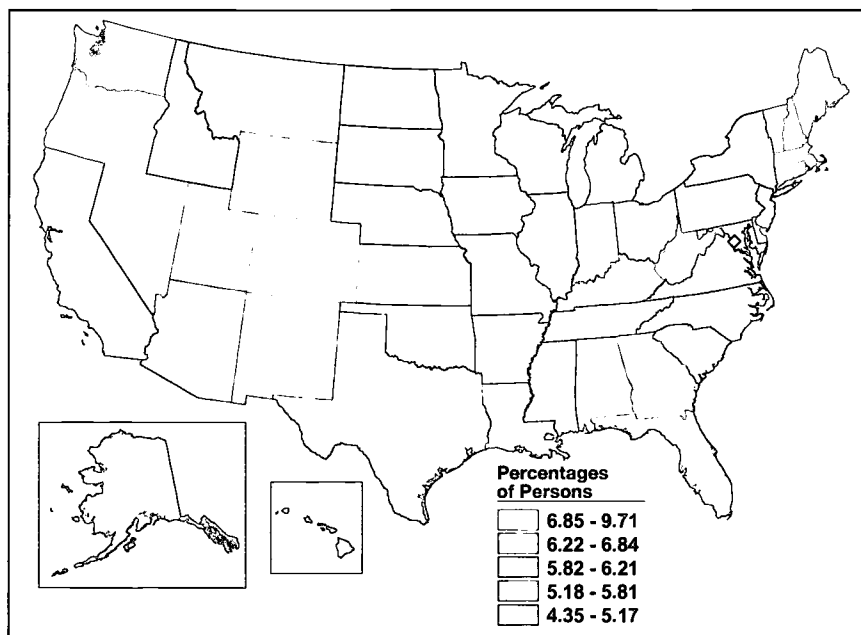 Percentages
of Persons
6.85 - 9.71
6.22 - 6.84
5.82 - 6.21
5.18 - 5.81
4.35 - 5.17